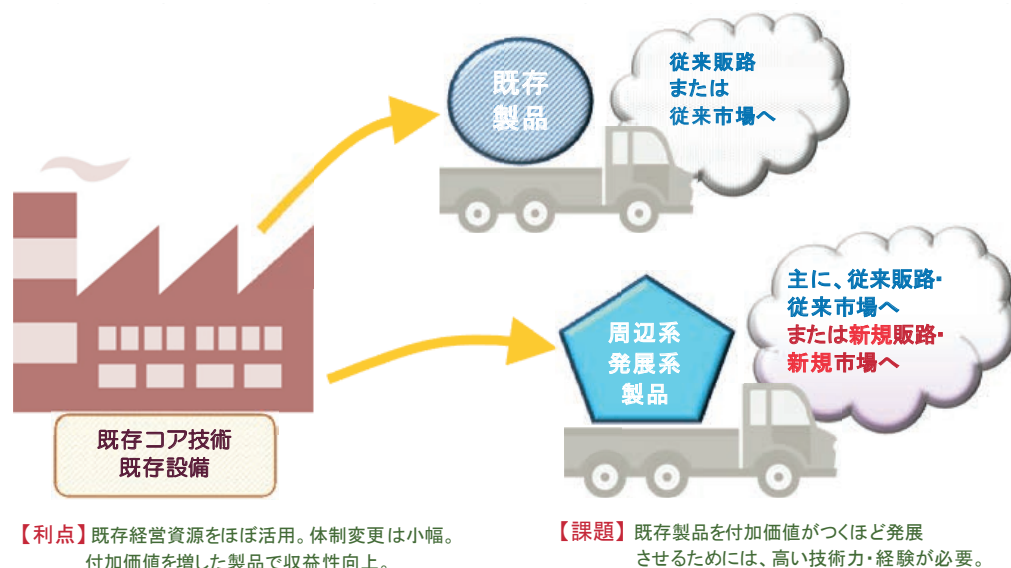 既存
製品
従来販路
または
従来市場へ
周辺系
発展系
製品
主に、従来販路・
従来市場へ
または新規販路・
新規市場へ
既存コア技術
既存設備
【利点】既存経営資源をほぼ活用。体制変更は小幅。
付加価値を増した製品で収益性向上。
【課題】既存製品を付加価値がつくほど発展
させるためには、高い技術力・経験が必要。